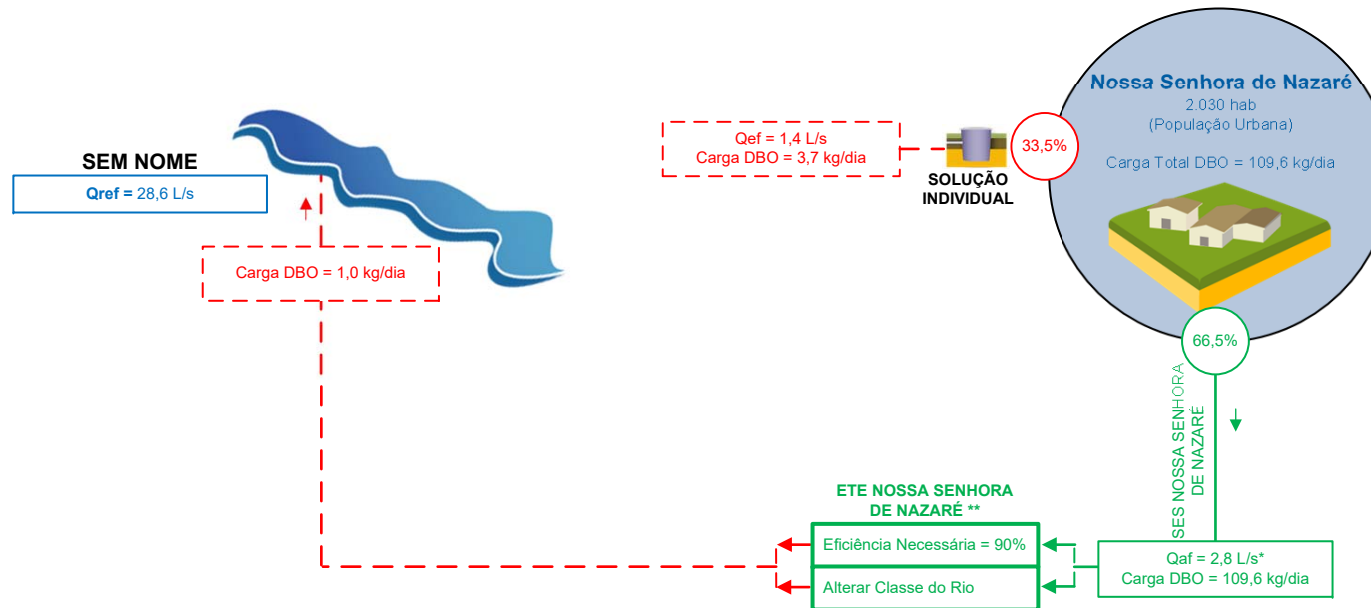 Nossa Senhora de Nazaré
2.030 hab
(População Urbana)
Carga Total DBO = 109,6 kg/dia
Qef = 1,4 L/s
Carga DBO = 3,7 kg/dia
33,5%
SOLUÇÃO
INDIVIDUAL
SEM NOME
Qref = 28,6 L/s
Carga DBO = 1,0 kg/dia
66,5%
SES NOSSA SENHORA
DE NAZARÉ
ETE NOSSA SENHORA
DE NAZARÉ **
Eficiência Necessária = 90%
Alterar Classe do Rio
Qaf = 2,8 L/s*
Carga DBO = 109,6 kg/dia